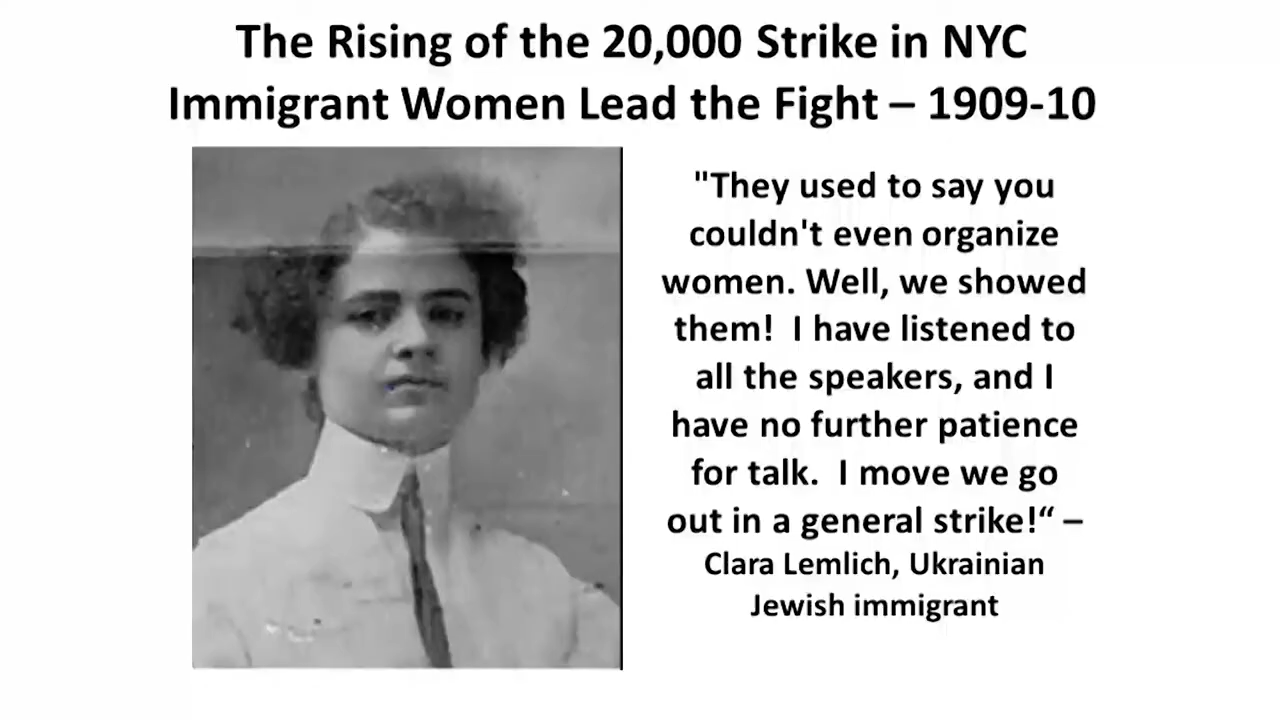 The Rising of the 20,000 Strike in NYC
Immigrant Women Lead the Fight – 1909-10
"They used to say you
couldn't even organize
women. Well, we showed
them!  I have listened to
all the speakers, and I
have no further patience
for talk.  I move we go
out in a general strike!“ –
Clara Lemlich, Ukrainian
Jewish immigrant